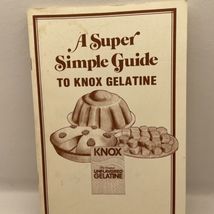 A Super
Simple Guide
TO KNOX GELATINE
KNOX
UNFLAVORED
GELATINE